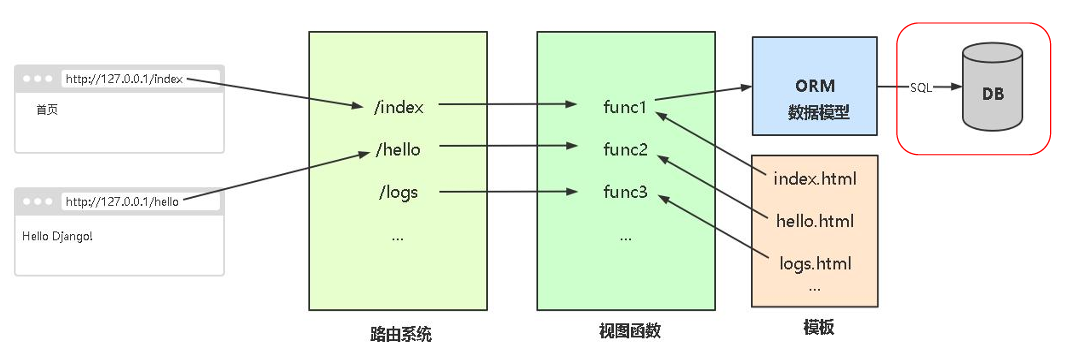 http://127.0.0.1/index
首页
http://127.0.0.1/hello
Hello Django!
/index
/hello
/logs
...
路由系统
func1
func2
func3
...
视图函数
ORM
数据模型
SQL
DB
index.html
hello.html
logs.html
...
模板